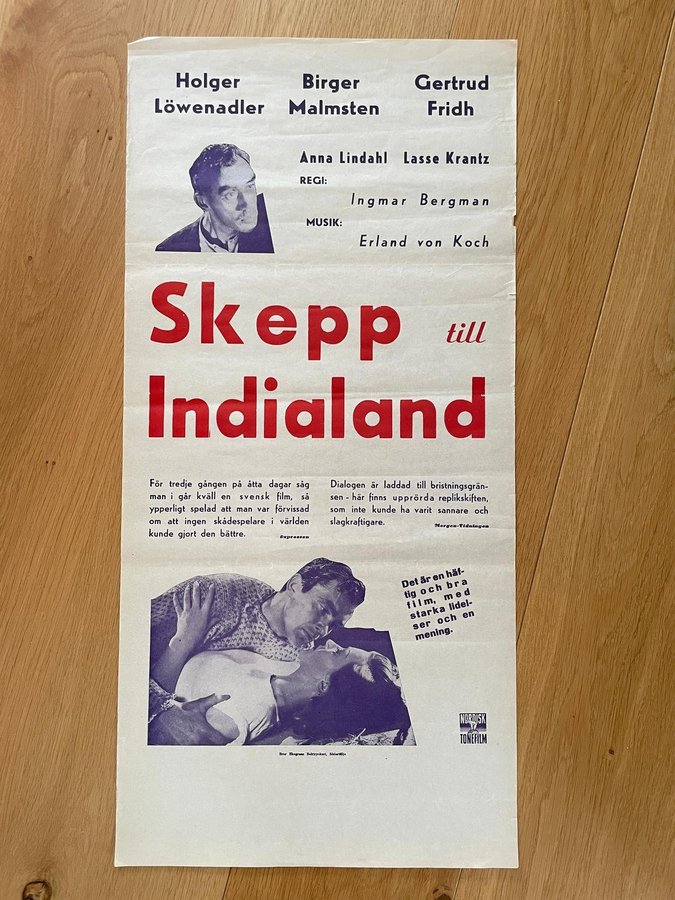 Holger Löwenadler
Birger Malmsten
Gertrud Fridh
Anna Lindahl Lasse Krantz
REGI:
Ingmar Bergman
MUSIK:
Erland von Koch
Skepp till
Indialand
För tredje gången på åtta dagar såg
man i går kväll en svensk film, så
ypperligt spelad att man var förvissad
om att ingen skådespelare i världen
kunde gjort den bättre.
Expressen
Dialogen är laddad till bristningsgrän-
sen - här finns upprörda replikskiften,
som inte kunde ha varit sannare och
slagkraftigare.
Morgon-Tidningen
Det är en häf-
tig och bra
film, med
starka lidel-
ser och en
mening.
NORDISK
TONEFILM
Boktryckeri, Södertälje